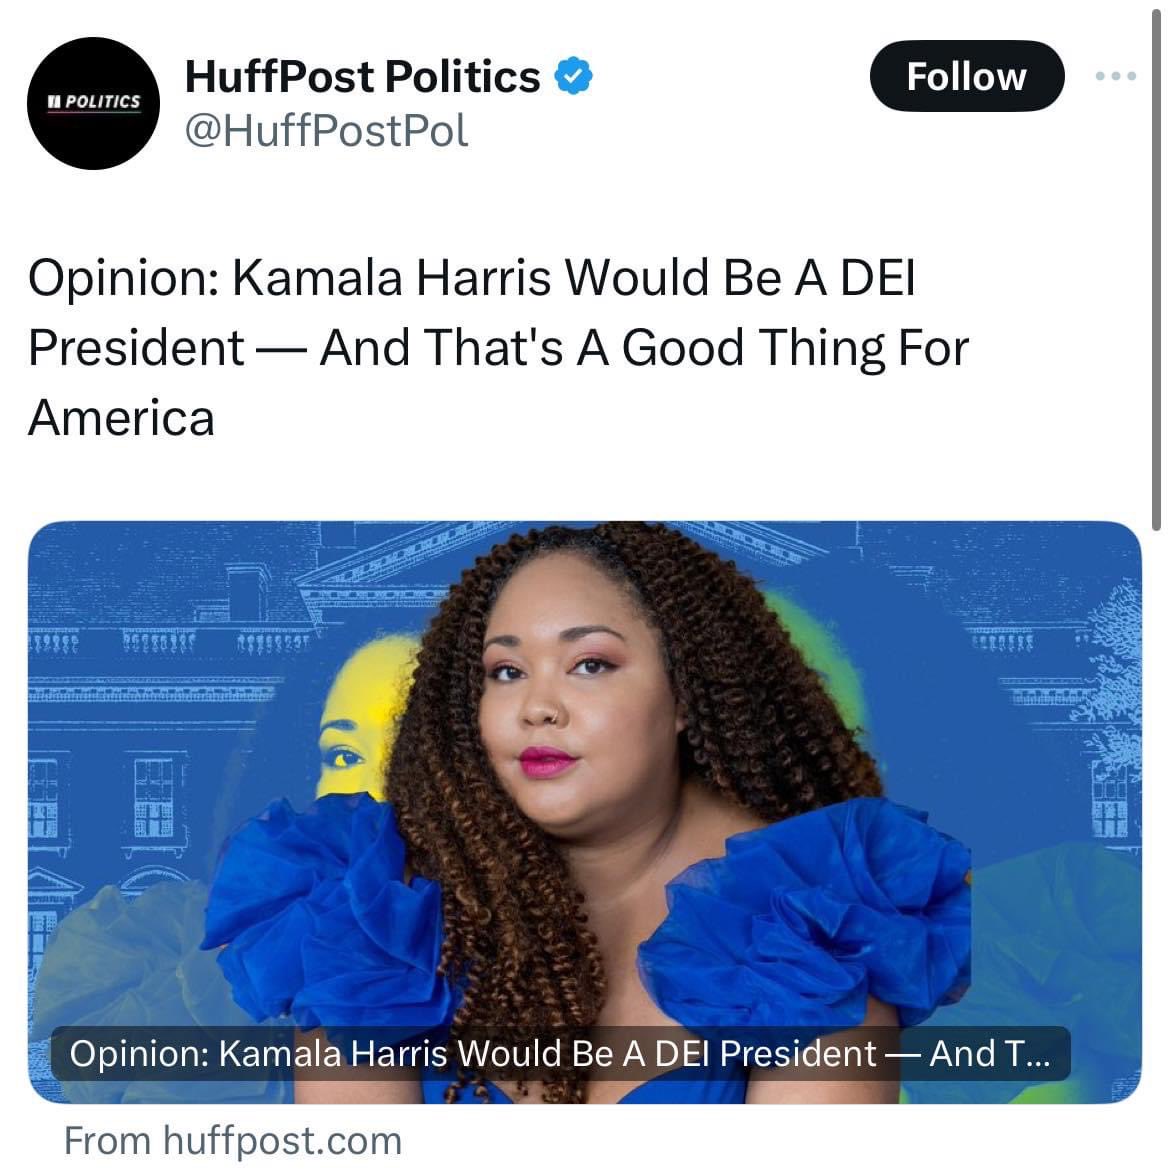 POLITICS
HuffPost Politics
@HuffPostPol
Follow
Opinion: Kamala Harris Would Be A DEI
President — And That's A Good Thing For
America
Opinion: Kamala Harris Would Be A DEI President — And T...
From huffpost.com